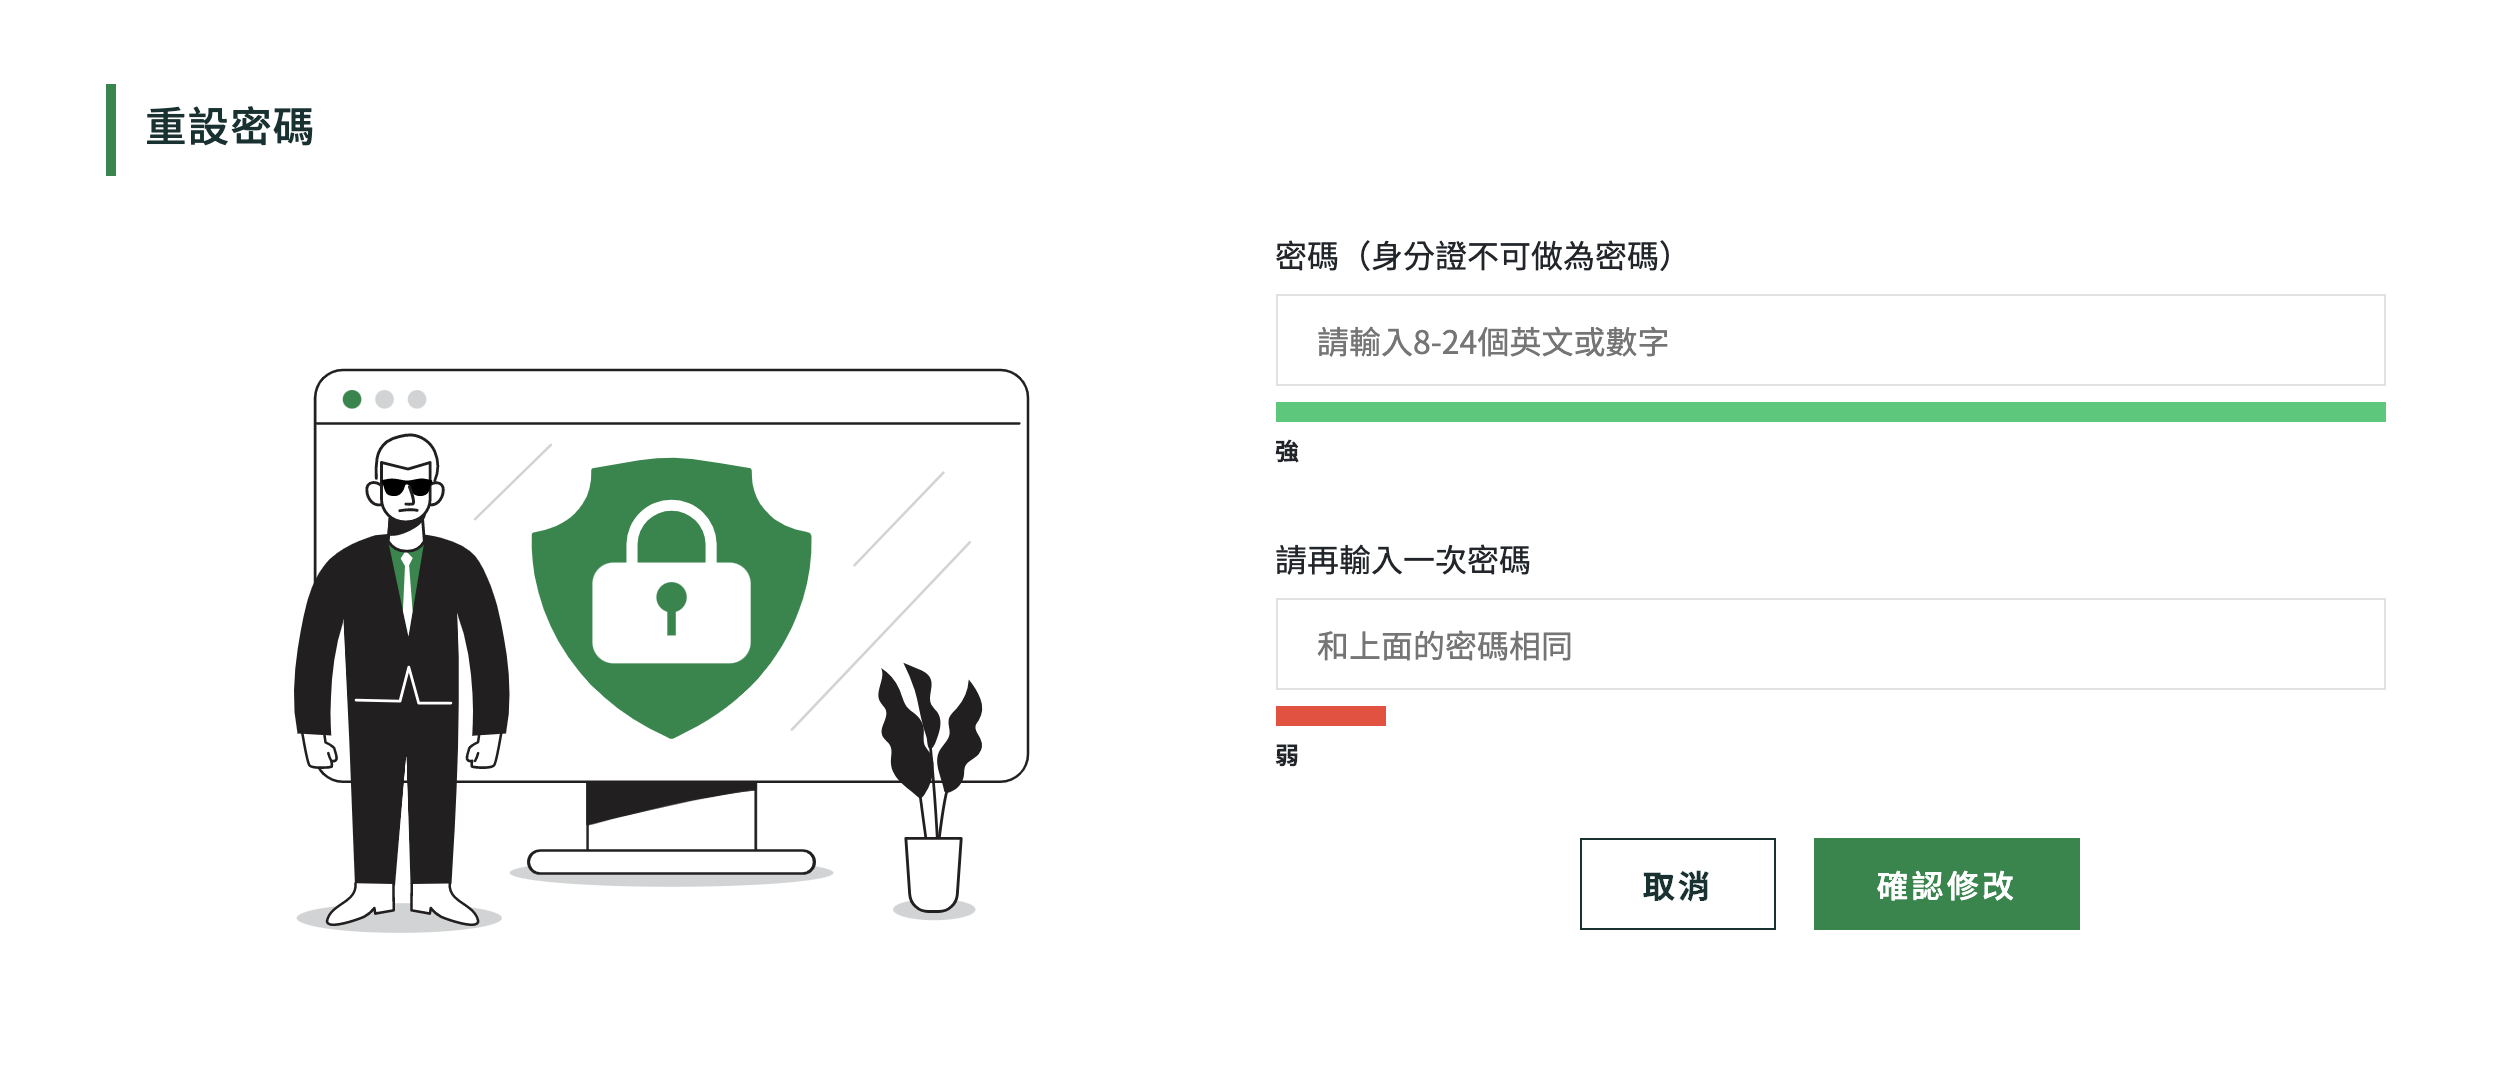 重設密碼
密碼（身分證不可做為密碼）
請輸入8-24個英文或數字
強
請再輸入一次密碼
和上面的密碼相同
弱
取消
確認修改